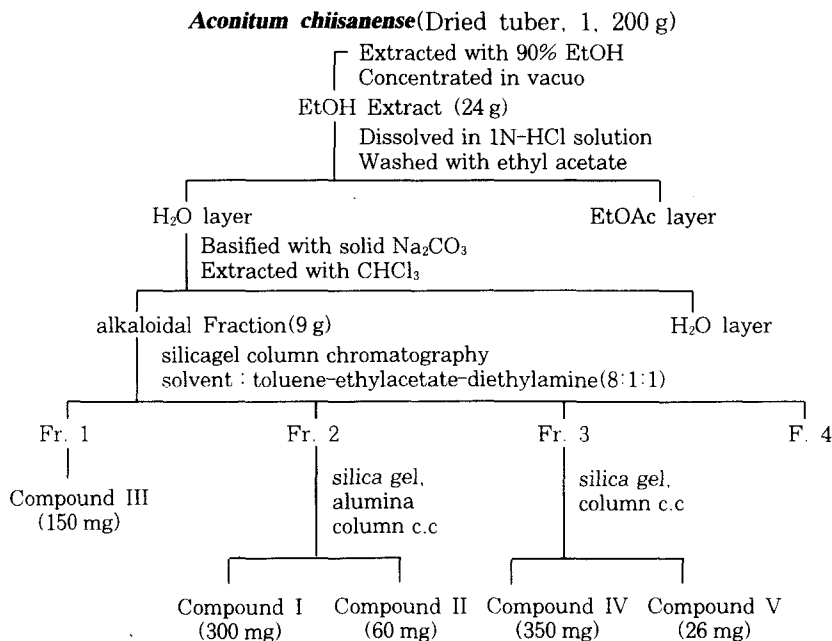 Aconitum chiisanense(Dried tuber, 1, 200 g)
Extracted with 90% EtOH
Concentrated in vacuo
EtOH Extract (24 g)
Dissolved in 1N-HCl solution
Washed with ethyl acetate
H₂O layer
EtOAc layer
Basified with solid Na₂CO₃
Extracted with CHCl₃
alkaloidal Fraction(9 g)
H₂O layer
silicagel column chromatography
solvent : toluene-ethylacetate-diethylamine(8:1:1)
Fr. 1
Fr. 2
Fr. 3
F. 4
Compound III
(150 mg)
silica gel,
alumina
column c.c
silica gel,
column c.c
Compound I
(300 mg)
Compound II
(60 mg)
Compound IV
(350 mg)
Compound V
(26 mg)